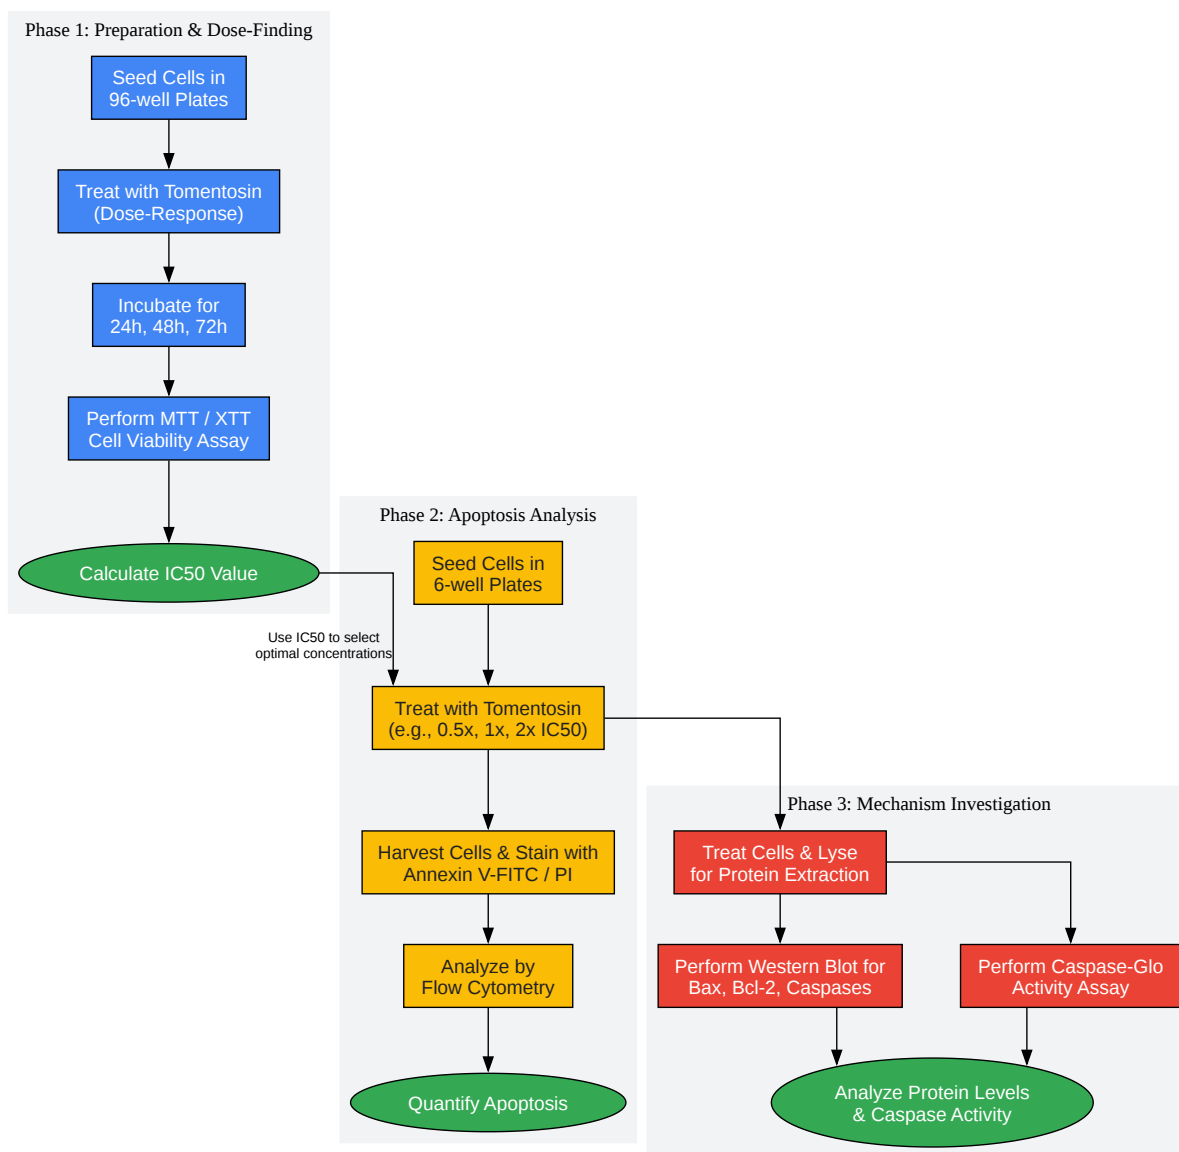 Phase 1: Preparation & Dose-Finding
Seed Cells in
96-well Plates
Treat with Tomentosin
(Dose-Response)
Incubate for
24h, 48h, 72h
Perform MTT / XTT
Cell Viability Assay
Calculate IC50 Value
Use IC50 to select
optimal concentrations
Phase 2: Apoptosis Analysis
Seed Cells in
6-well Plates
Treat with Tomentosin
(e.g., 0.5x, 1x, 2x IC50)
Harvest Cells & Stain with
Annexin V-FITC / PI
Analyze by
Flow Cytometry
Quantify Apoptosis
Phase 3: Mechanism Investigation
Treat Cells & Lyse
for Protein Extraction
Perform Western Blot for
Bax, Bcl-2, Caspases
Perform Caspase-Glo
Activity Assay
Analyze Protein Levels
& Caspase Activity